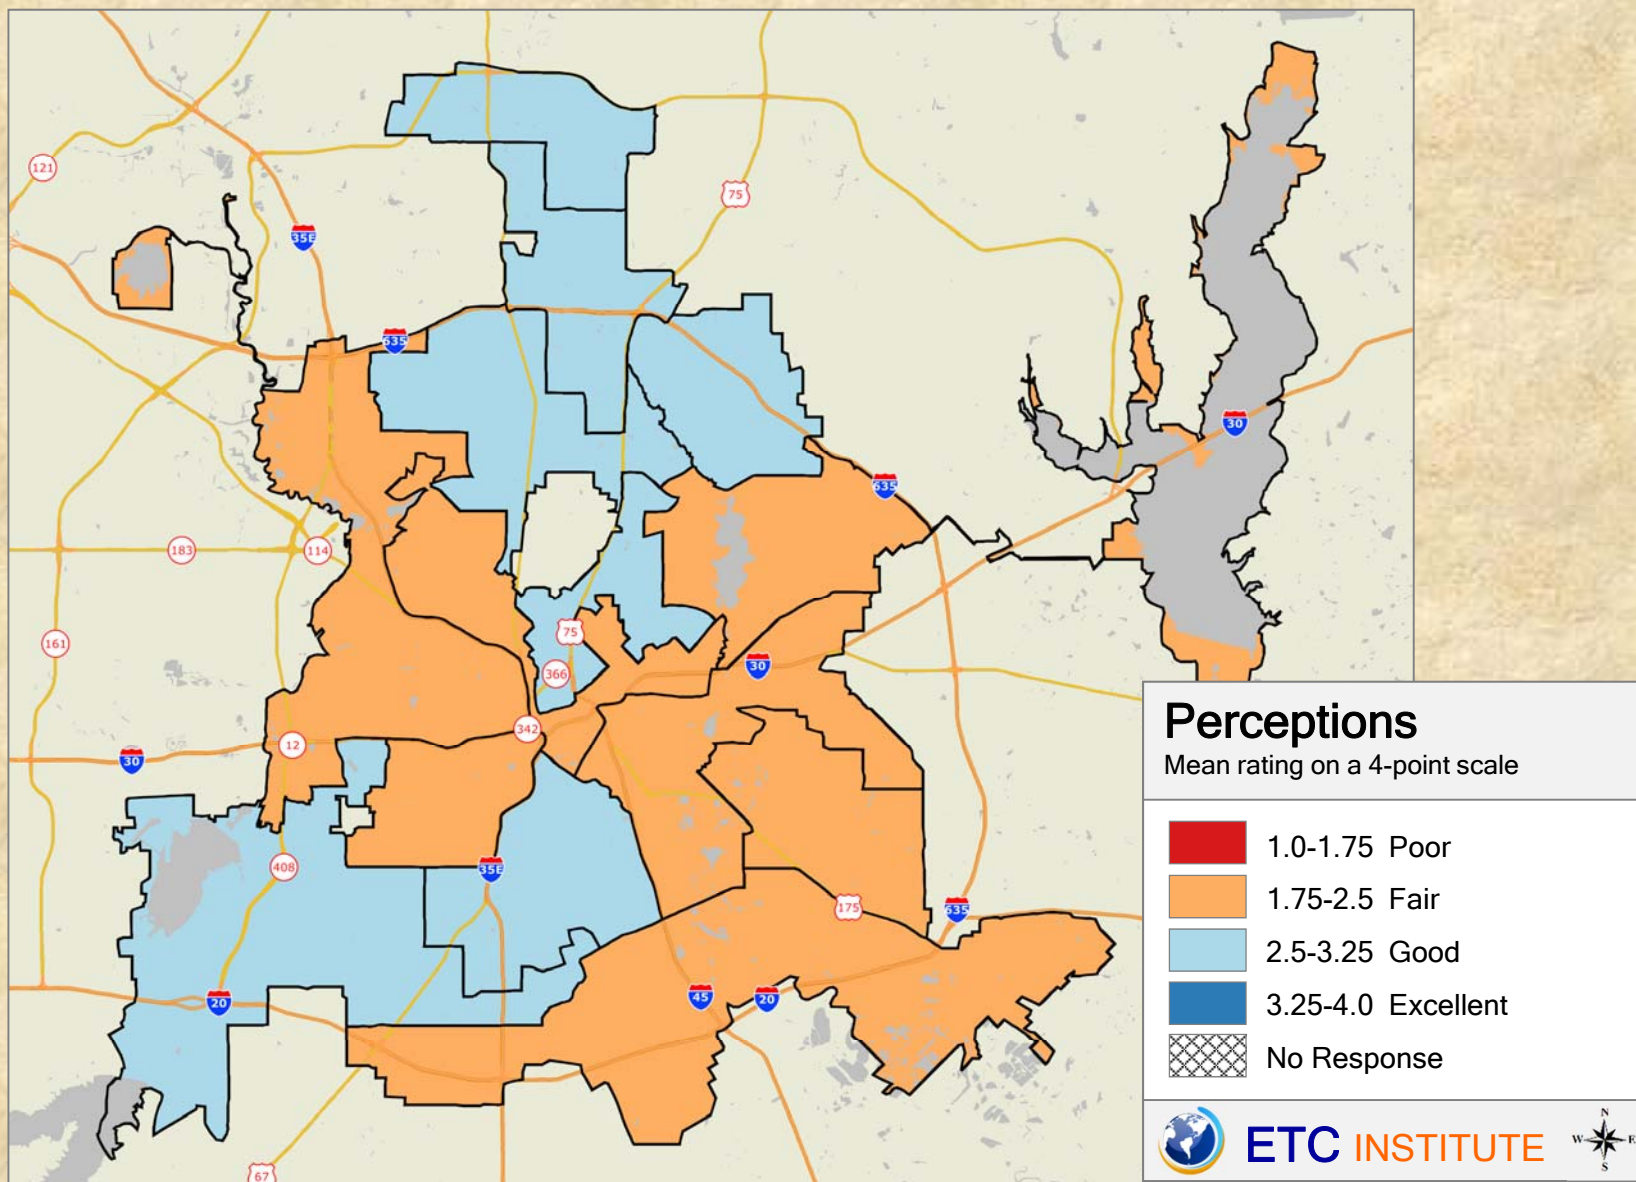 121
75
35E
635
30
635
183
114
161
75
366
30
342
12
30
408
35E
175
635
20
45
20
67
Perceptions
Mean rating on a 4-point scale
1.0-1.75 Poor
1.75-2.5 Fair
2.5-3.25 Good
3.25-4.0 Excellent
No Response
ETC INSTITUTE
N
W E
S